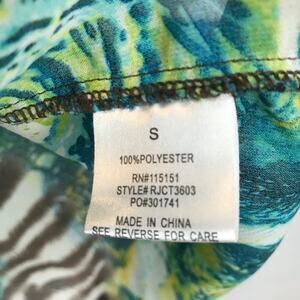 S
100%POLYESTER
RN#115151
STYLE# RJCT3603
PO#301741
MADE IN CHINA
SEE REVERSE FOR CARE